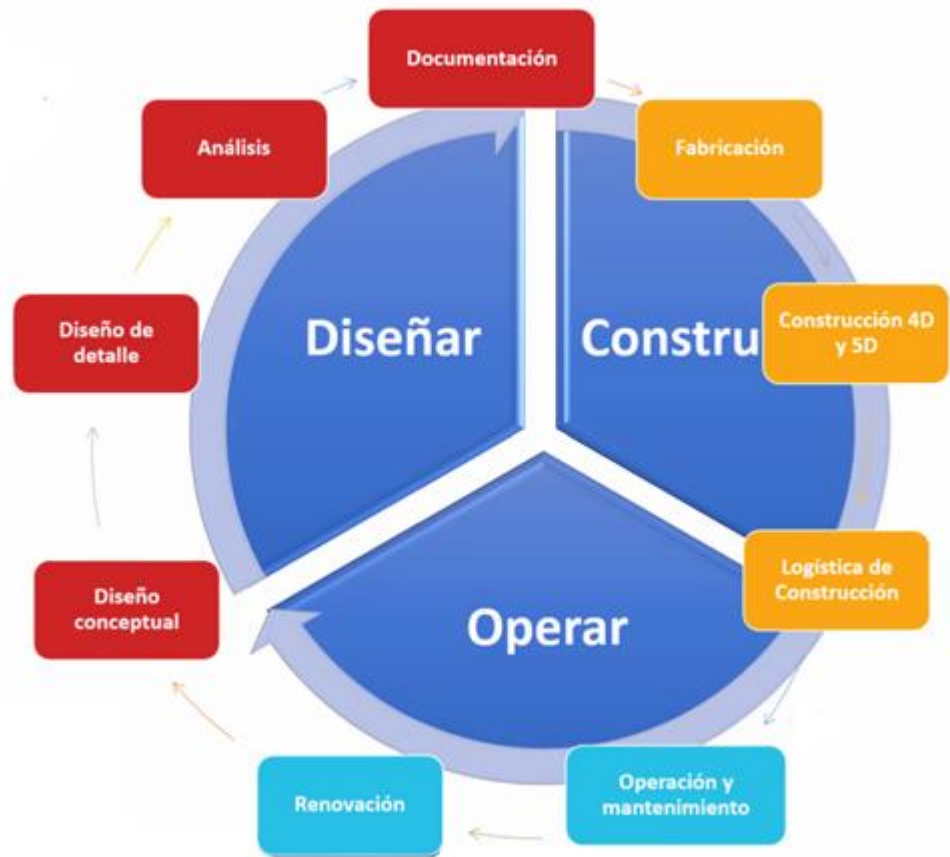 Documentación
Análisis
Fabricación
Diseño de
detalle
Diseñar
Constru
Construcción 4D
y 5D
Diseño
conceptual
Operar
Logística de
Construcción
Renovación
Operación y
mantenimiento